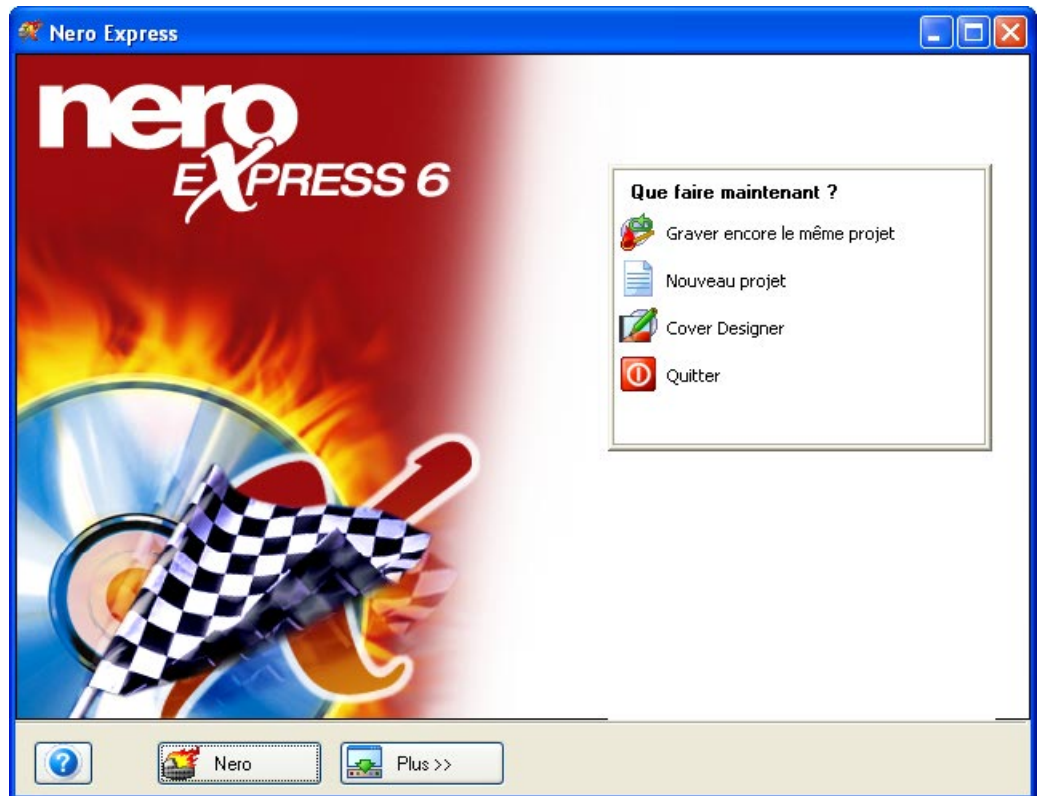 Nero Express
nero
EXPRESS 6
Que faire maintenant ?
Graver encore le même projet
Nouveau projet
Cover Designer
Quitter
Nero
Plus >>